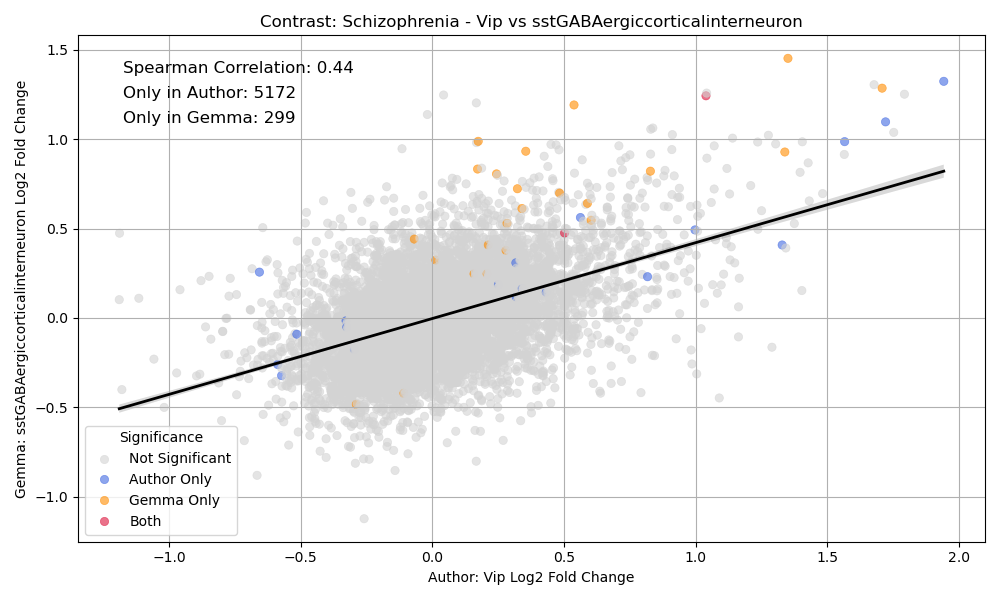 Contrast: Schizophrenia - Vip vs sstGABAergiccorticalinterneuron
Spearman Correlation: 0.44
Only in Author: 5172
Only in Gemma: 299
Gemma: sstGABAergiccorticalinterneuron Log2 Fold Change
1.5
1.0
0.5
0.0
−0.5
−1.0
Significance
Not Significant
Author Only
Gemma Only
Both
−1.0 −0.5 0.0 0.5 1.0 1.5 2.0
Author: Vip Log2 Fold Change